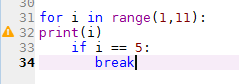 30
31 for i in range(1,11):
32 print(i)
33     if i == 5:
34        break